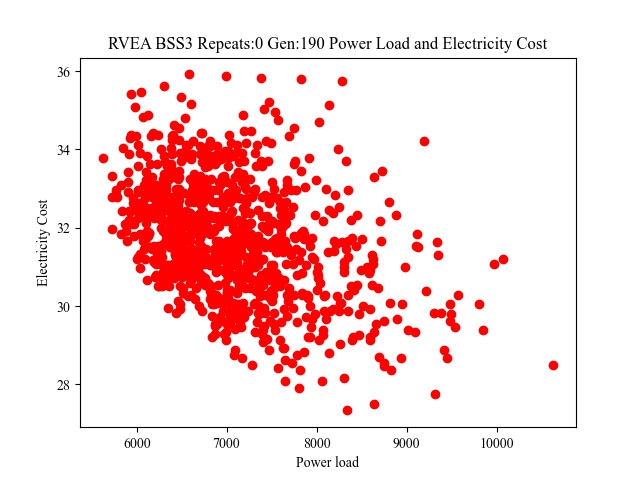 RVEA BSS3 Repeats:0 Gen:190 Power Load and Electricity Cost
36
34
32
30
28
Electricity Cost
6000 7000 8000 9000 10000
Power load